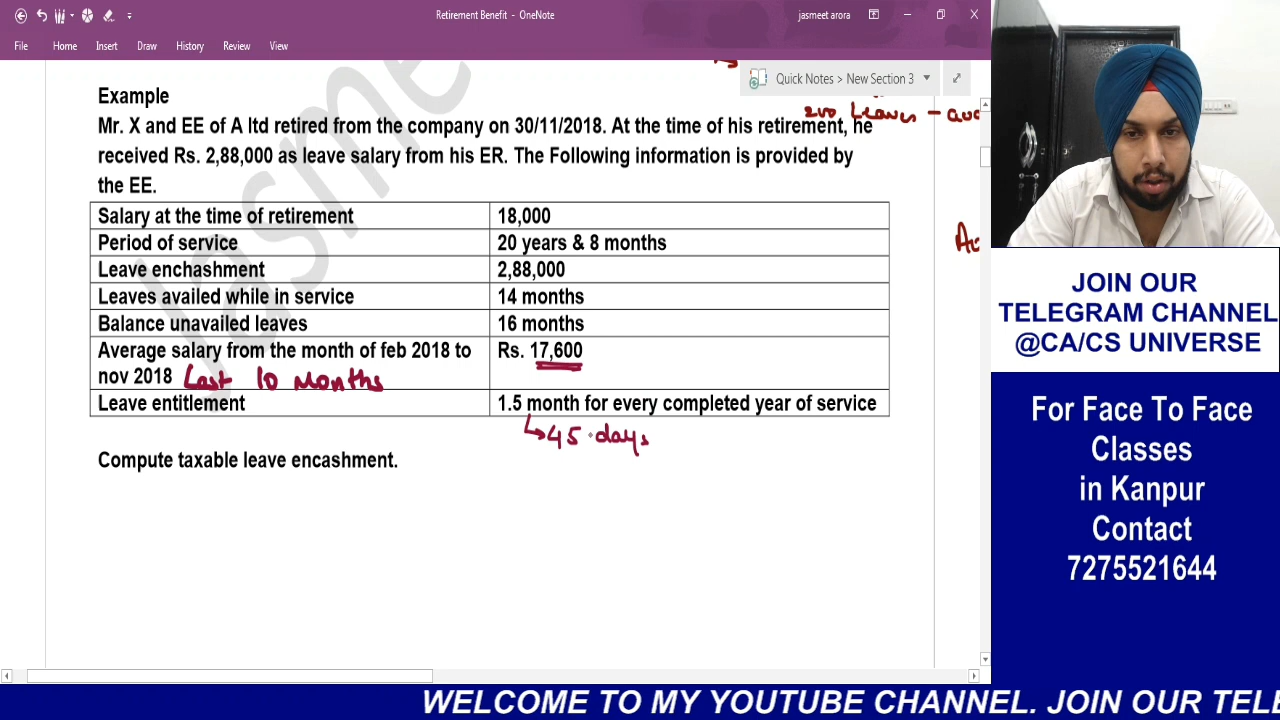 Retirement Benefit - OneNote
jasmeet arora
File Home Insert Draw History Review View
Quick Notes > New Section 3
Example
Mr. X and EE of A ltd retired from the company on 30/11/2018. At the time of his retirement, he
received Rs. 2,88,000 as leave salary from his ER. The Following information is provided by
the EE.
Salary at the time of retirement 18,000
Period of service 20 years & 8 months
Leave enchashment 2,88,000
Leaves availed while in service 14 months
Balance unavailed leaves 16 months
Average salary from the month of feb 2018 to Rs. 17,600
nov 2018 Last 10 Months
Leave entitlement 1.5 month for every completed year of service
45 days
Compute taxable leave encashment.
Jasmee
leaves -
JOIN OUR
TELEGRAM CHANNEL
@CA/CS UNIVERSE
For Face To Face
Classes
in Kanpur
Contact
7275521644
WELCOME TO MY YOUTUBE CHANNEL. JOIN OUR TELE